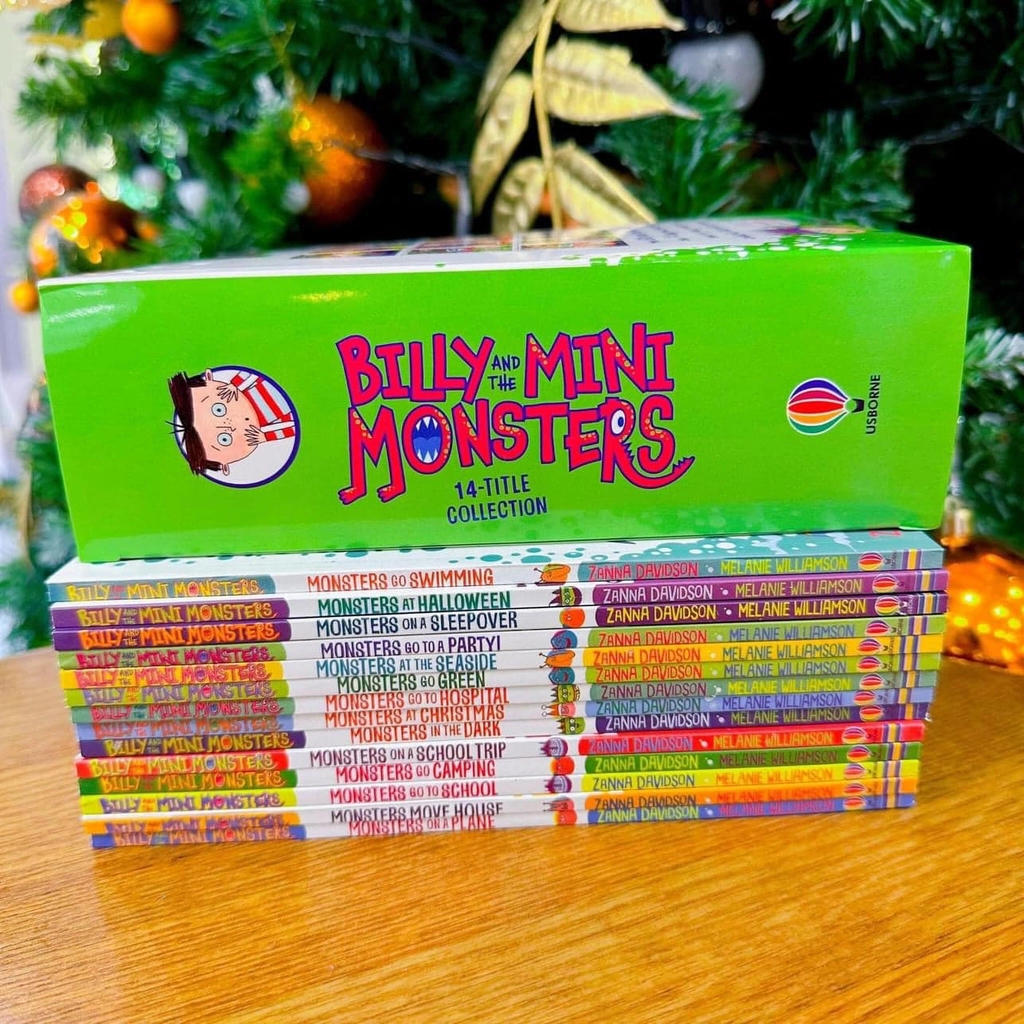 BILLY AND THE MINI
MONSTERS
14-TITLE
COLLECTION
USBORNE
BILLY AND THE MINI MONSTERS MONSTERS GO SWIMMING ZANNA DAVIDSON • MELANIE WILLIAMSON
BILLY AND THE MINI MONSTERS MONSTERS AT HALLOWEEN ZANNA DAVIDSON • MELANIE WILLIAMSON
BILLY AND THE MINI MONSTERS MONSTERS ON A SLEEPOVER ZANNA DAVIDSON • MELANIE WILLIAMSON
BILLY AND THE MINI MONSTERS MONSTERS GO TO A PARTY! ZANNA DAVIDSON • MELANIE WILLIAMSON
BILLY AND THE MINI MONSTERS MONSTERS AT THE SEASIDE ZANNA DAVIDSON • MELANIE WILLIAMSON
BILLY AND THE MINI MONSTERS MONSTERS GO GREEN ZANNA DAVIDSON • MELANIE WILLIAMSON
BILLY AND THE MINI MONSTERS MONSTERS GO TO HOSPITAL ZANNA DAVIDSON • MELANIE WILLIAMSON
BILLY AND THE MINI MONSTERS MONSTERS AT CHRISTMAS ZANNA DAVIDSON • MELANIE WILLIAMSON
BILLY AND THE MINI MONSTERS MONSTERS IN THE DARK ZANNA DAVIDSON • MELANIE WILLIAMSON
BILLY AND THE MINI MONSTERS MONSTERS ON A SCHOOL TRIP ZANNA DAVIDSON • MELANIE WILLIAMSON
BILLY AND THE MINI MONSTERS MONSTERS GO CAMPING ZANNA DAVIDSON • MELANIE WILLIAMSON
BILLY AND THE MINI MONSTERS MONSTERS GO TO SCHOOL ZANNA DAVIDSON • MELANIE WILLIAMSON
BILLY AND THE MINI MONSTERS MONSTERS MOVE HOUSE ZANNA DAVIDSON • MELANIE WILLIAMSON
BILLY AND THE MINI MONSTERS MONSTERS ON A PLANE ZANNA DAVIDSON • MELANIE WILLIAMSON